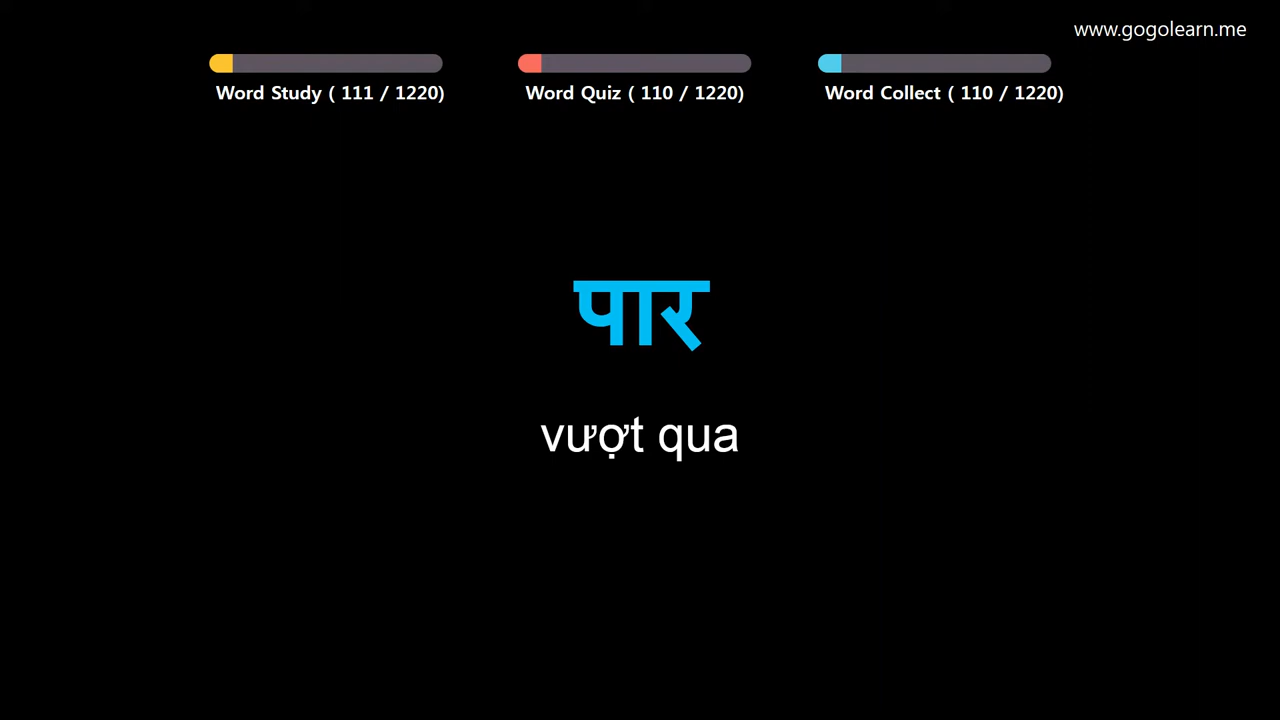 www.gogolearn.me
Word Study ( 111 / 1220)
Word Quiz ( 110 / 1220)
Word Collect ( 110 / 1220)
पार
vượt qua